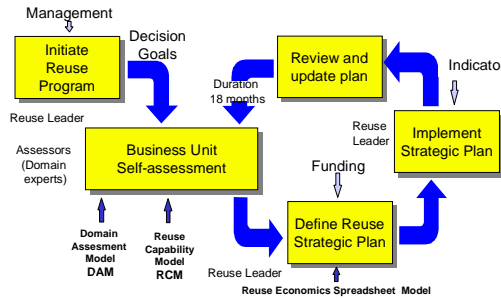 Management
Initiate
Reuse
Program
Decision
Goals
Reuse Leader
Assessors
(Domain
experts)
Business Unit
Self-assessment
Domain
Assesment
Model
DAM
Reuse
Capability
Model
RCM
Duration
18 months
Review and
update plan
Indicato
Reuse
Leader
Implement
Strategic Plan
Funding
Define Reuse
Strategic Plan
Reuse Leader
Reuse Economics Spreadsheet Model